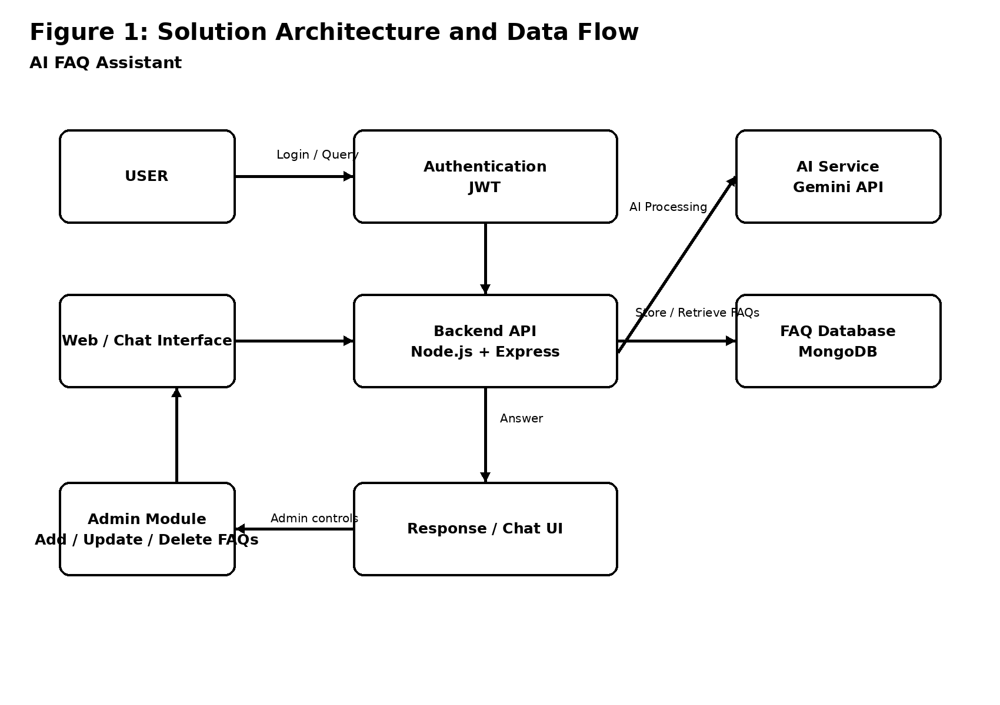 Figure 1: Solution Architecture and Data Flow
AI FAQ Assistant
USER
Login / Query
Authentication
JWT
AI Service
Gemini API
AI Processing
Web / Chat Interface
Backend API
Node.js + Express
Store / Retrieve FAQs
FAQ Database
MongoDB
Answer
Admin Module
Add / Update / Delete FAQs
Admin controls
Response / Chat UI